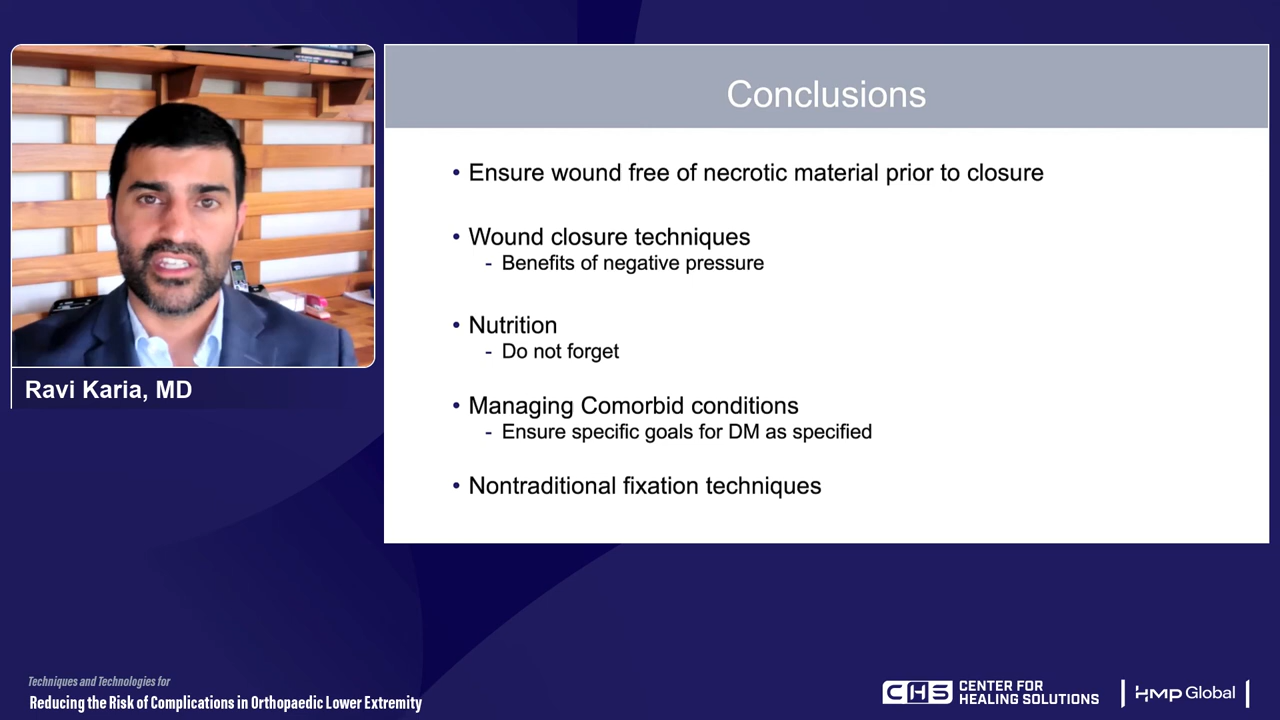 Conclusions
• Ensure wound free of necrotic material prior to closure
• Wound closure techniques
- Benefits of negative pressure
• Nutrition
- Do not forget
• Managing Comorbid conditions
- Ensure specific goals for DM as specified
• Nontraditional fixation techniques
Ravi Karia, MD
Techniques and Technologies for
Reducing the Risk of Complications in Orthopaedic Lower Extremity
CHS
CENTER FOR
HEALING SOLUTIONS
HMP Global